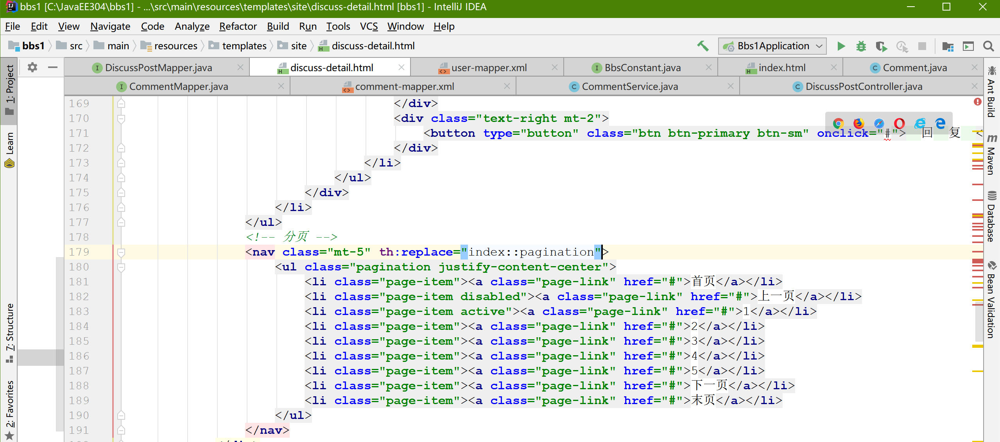 bbs1 [C:\JavaEE304\bbs1] - ...\src\main\resources\templates\site\discuss-detail.html [bbs1] - IntelliJ IDEA
File Edit View Navigate Code Analyze Refactor Build Run Tools VCS Window Help
bbs1 src main resources templates site discuss-detail.html Bbs1Application
DiscussPostMapper.java discuss-detail.html user-mapper.xml BbsConstant.java index.html Comment.java
CommentMapper.java comment-mapper.xml CommentService.java DiscussPostController.java
1: Project
Learn
7: Structure
2: Favorites
169 </div>
170 <div class="text-right mt-2">
171 <button type="button" class="btn btn-primary btn-sm" onclick="#"> 回 复 <
172 </div>
173 </li>
174 </ul>
175 </div>
176 </li>
177 </ul>
178 <!-- 分页 -->
179 <nav class="mt-5" th:replace="index::pagination">
180 <ul class="pagination justify-content-center">
181 <li class="page-item"><a class="page-link" href="#">首页</a></li>
182 <li class="page-item disabled"><a class="page-link" href="#">上一页</a></li>
183 <li class="page-item active"><a class="page-link" href="#">1</a></li>
184 <li class="page-item"><a class="page-link" href="#">2</a></li>
185 <li class="page-item"><a class="page-link" href="#">3</a></li>
186 <li class="page-item"><a class="page-link" href="#">4</a></li>
187 <li class="page-item"><a class="page-link" href="#">5</a></li>
188 <li class="page-item"><a class="page-link" href="#">下一页</a></li>
189 <li class="page-item"><a class="page-link" href="#">末页</a></li>
190 </ul>
191 </nav>
Ant Build
Maven
Database
Bean Validation